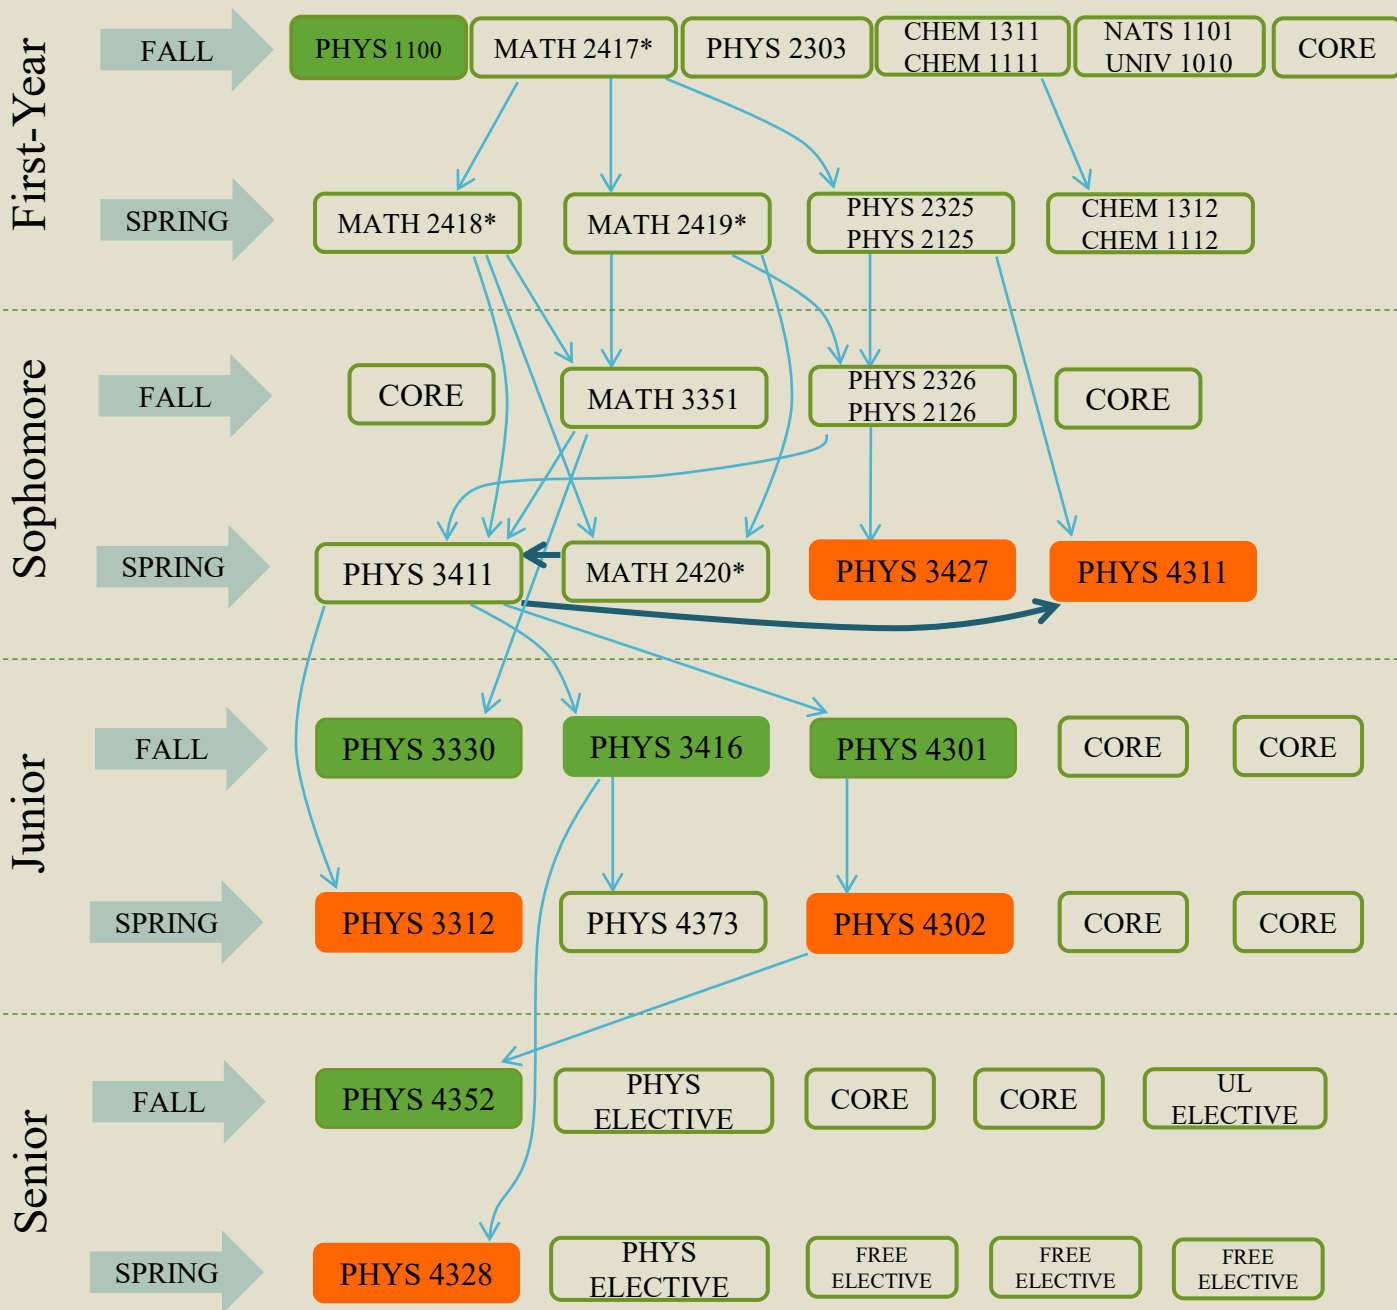 First-Year
FALL
PHYS 1100
MATH 2417*
PHYS 2303
CHEM 1311
CHEM 1111
NATS 1101
UNIV 1010
CORE
SPRING
MATH 2418*
MATH 2419*
PHYS 2325
PHYS 2125
CHEM 1312
CHEM 1112
Sophomore
FALL
CORE
MATH 3351
PHYS 2326
PHYS 2126
CORE
SPRING
PHYS 3411
MATH 2420*
PHYS 3427
PHYS 4311
Junior
FALL
PHYS 3330
PHYS 3416
PHYS 4301
CORE
CORE
SPRING
PHYS 3312
PHYS 4373
PHYS 4302
CORE
CORE
Senior
FALL
PHYS 4352
PHYS
ELECTIVE
CORE
CORE
UL
ELECTIVE
SPRING
PHYS 4328
PHYS
ELECTIVE
FREE
ELECTIVE
FREE
ELECTIVE
FREE
ELECTIVE